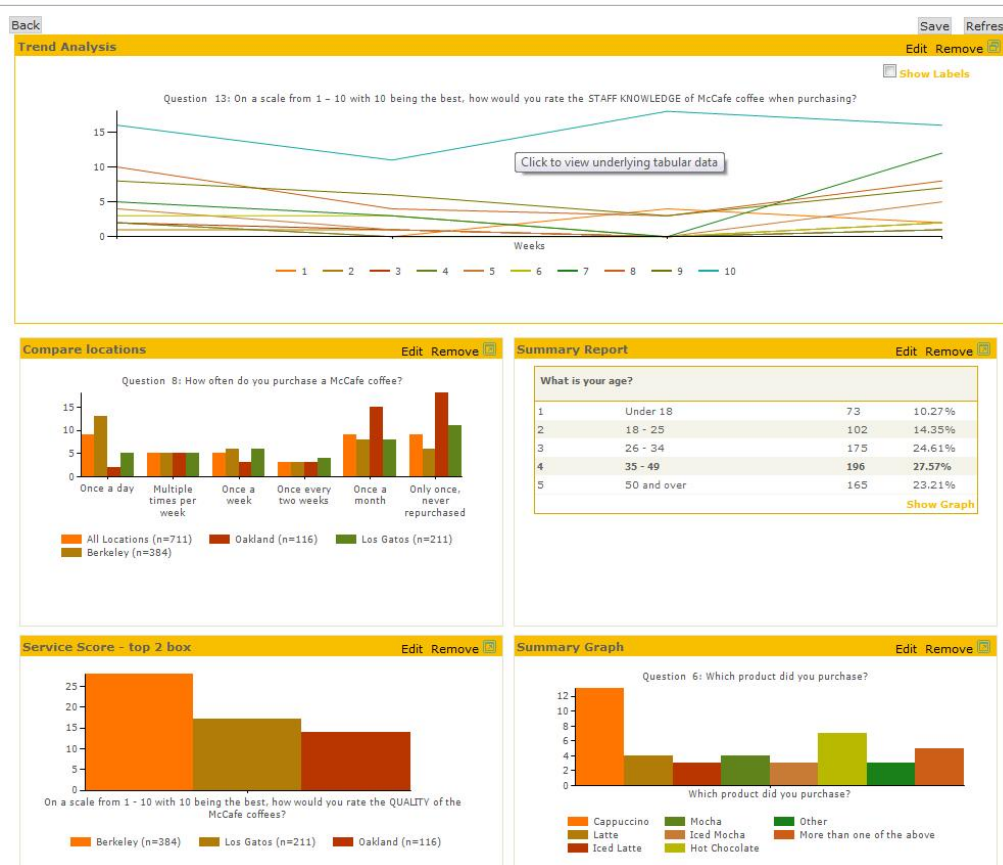 Back
Save Refres
Trend Analysis
Edit Remove
Show Labels
Question 13: On a scale from 1 – 10 with 10 being the best, how would you rate the STAFF KNOWLEDGE of McCafe coffee when purchasing?
15
10
5
0
Click to view underlying tabular data
Weeks
1 2 3 4 5 6 7 8 9 10
Compare locations
Edit Remove
Question 8: How often do you purchase a McCafe coffee?
15
10
5
0
Once a day
Multiple
times per
week
Once a
week
Once every
two weeks
Once a
month
Only once,
never
repurchased
All Locations (n=711) Oakland (n=116) Los Gatos (n=211)
Berkeley (n=384)
Summary Report
Edit Remove
What is your age?
1 Under 18 73 10.27%
2 18 - 25 102 14.35%
3 26 - 34 175 24.61%
4 35 - 49 196 27.57%
5 50 and over 165 23.21%
Show Graph
Service Score - top 2 box
Edit Remove
25
20
15
10
5
0
On a scale from 1 - 10 with 10 being the best, how would you rate the QUALITY of the
McCafe coffees?
Berkeley (n=384) Los Gatos (n=211) Oakland (n=116)
Summary Graph
Edit Remove
Question 6: Which product did you purchase?
12
10
8
6
4
2
0
Which product did you purchase?
Cappuccino Mocha Other
Latte Iced Mocha More than one of the above
Iced Latte Hot Chocolate